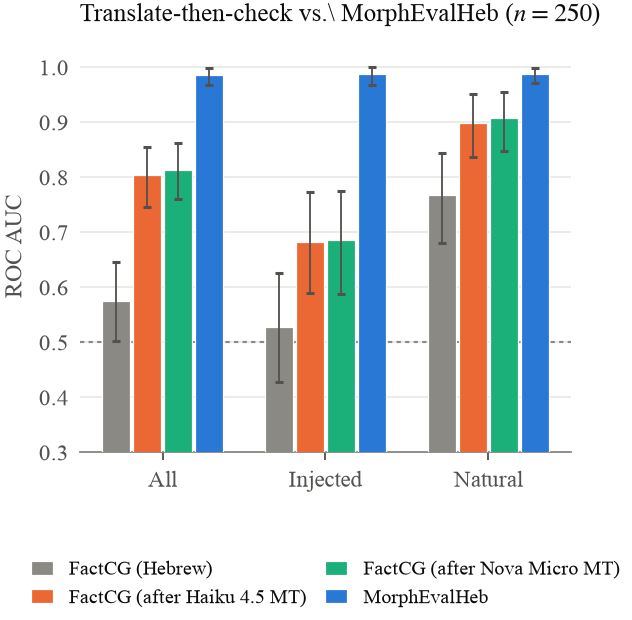 Translate-then-check vs.\ MorphEvalHeb (n = 250)
ROC AUC
1.0
0.9
0.8
0.7
0.6
0.5
0.4
0.3
All Injected Natural
FactCG (Hebrew)
FactCG (after Haiku 4.5 MT)
FactCG (after Nova Micro MT)
MorphEvalHeb